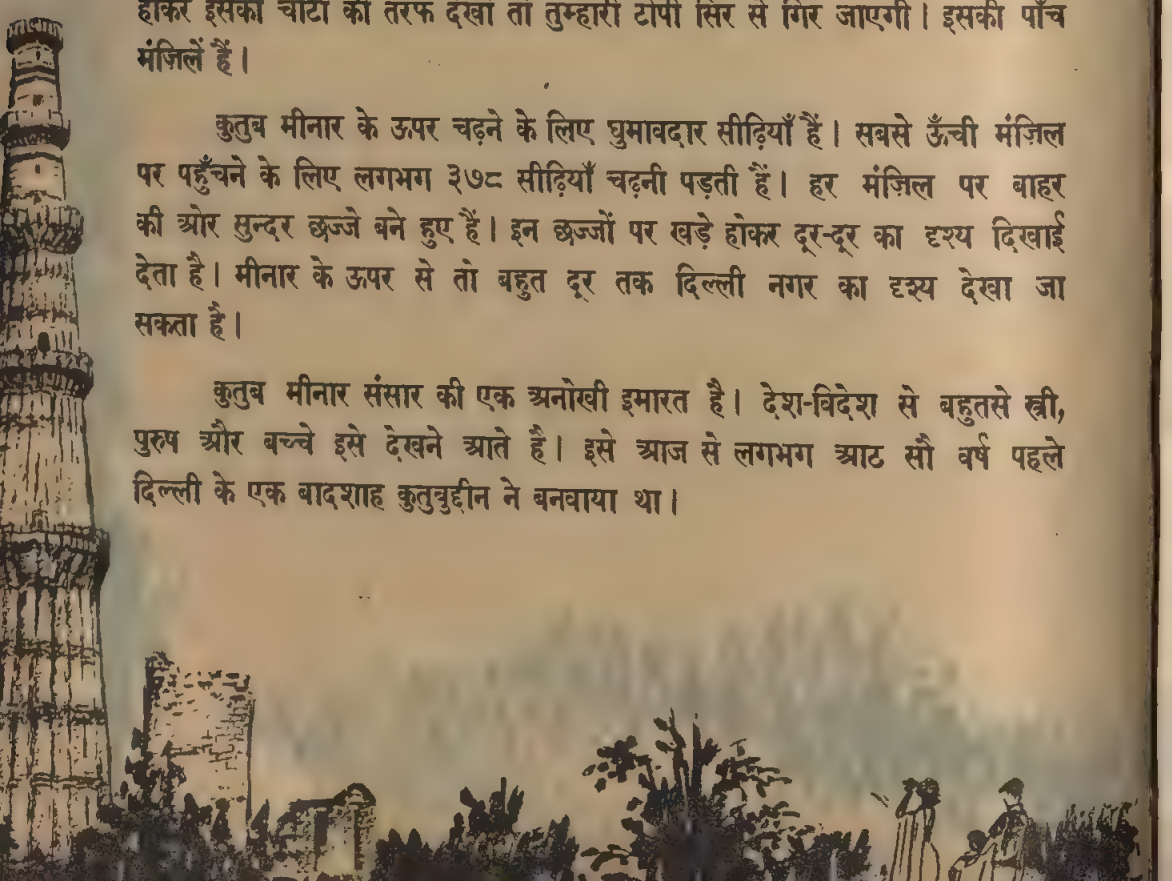 होकर इसकी चोटी की तरफ देखो तो तुम्हारी टोपी सिर से गिर जाएगी। इसकी पाँच
मंज़िलें हैं।
कुतुब मीनार के ऊपर चढ़ने के लिए घुमावदार सीढ़ियाँ हैं। सबसे ऊँची मंज़िल
पर पहुँचने के लिए लगभग ३७८ सीढ़ियाँ चढ़नी पड़ती हैं। हर मंज़िल पर बाहर
की ओर सुन्दर छज्जे बने हुए हैं। इन छज्जों पर खड़े होकर दूर-दूर का दृश्य दिखाई
देता है। मीनार के ऊपर से तो बहुत दूर तक दिल्ली नगर का दृश्य देखा जा
सकता है।
कुतुब मीनार संसार की एक अनोखी इमारत है। देश-विदेश से बहुतसे स्त्री,
पुरुष और बच्चे इसे देखने आते हैं। इसे आज से लगभग आठ सौ वर्ष पहले
दिल्ली के एक बादशाह कुतुबुद्दीन ने बनवाया था।